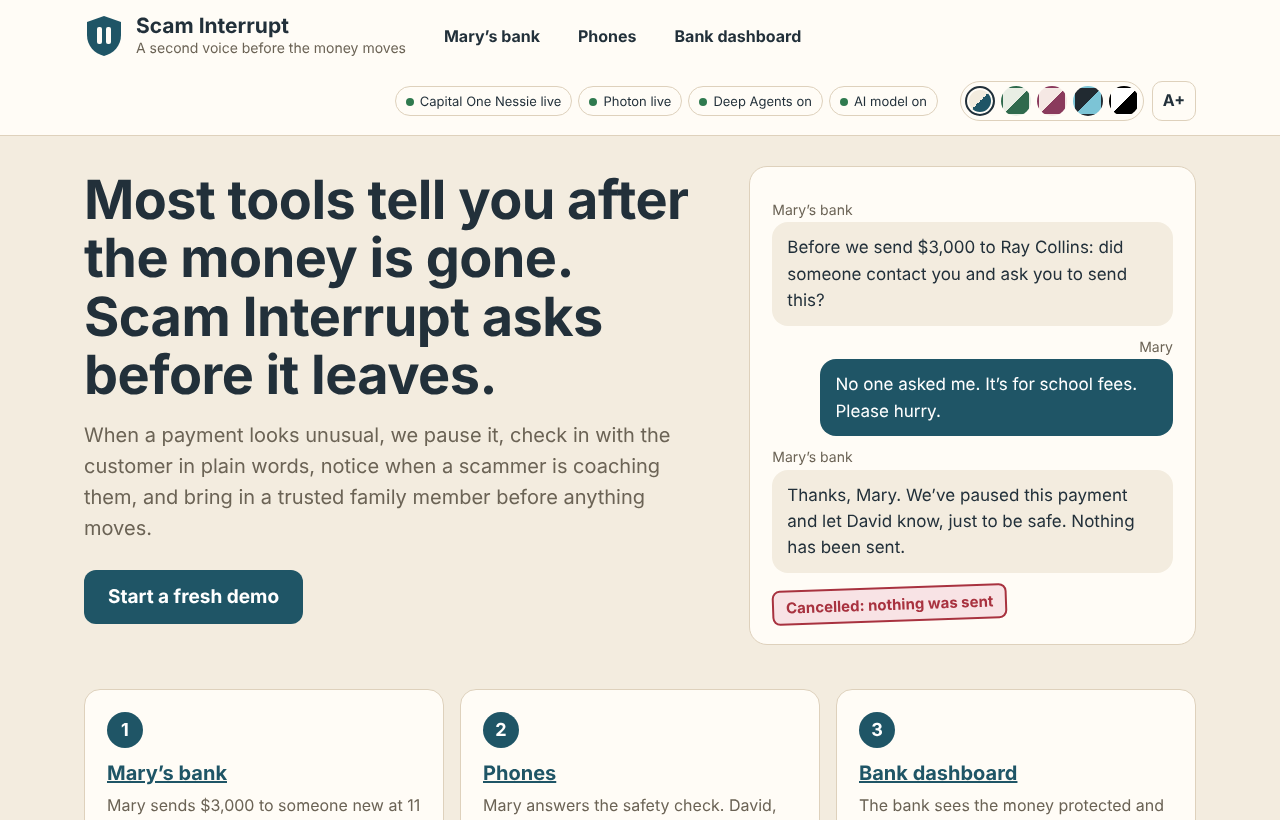 Scam Interrupt
A second voice before the money moves
Mary’s bank
Phones
Bank dashboard
Capital One Nessie live
Photon live
Deep Agents on
AI model on
A+
Most tools tell you after
the money is gone.
Scam Interrupt asks
before it leaves.
When a payment looks unusual, we pause it, check in with the
customer in plain words, notice when a scammer is coaching
them, and bring in a trusted family member before anything
moves.
Start a fresh demo
Mary’s bank
Before we send $3,000 to Ray Collins: did
someone contact you and ask you to send
this?
Mary
No one asked me. It’s for school fees.
Please hurry.
Mary’s bank
Thanks, Mary. We’ve paused this payment
and let David know, just to be safe. Nothing
has been sent.
Cancelled: nothing was sent
1
Mary’s bank
Mary sends $3,000 to someone new at 11
2
Phones
Mary answers the safety check. David,
3
Bank dashboard
The bank sees the money protected and